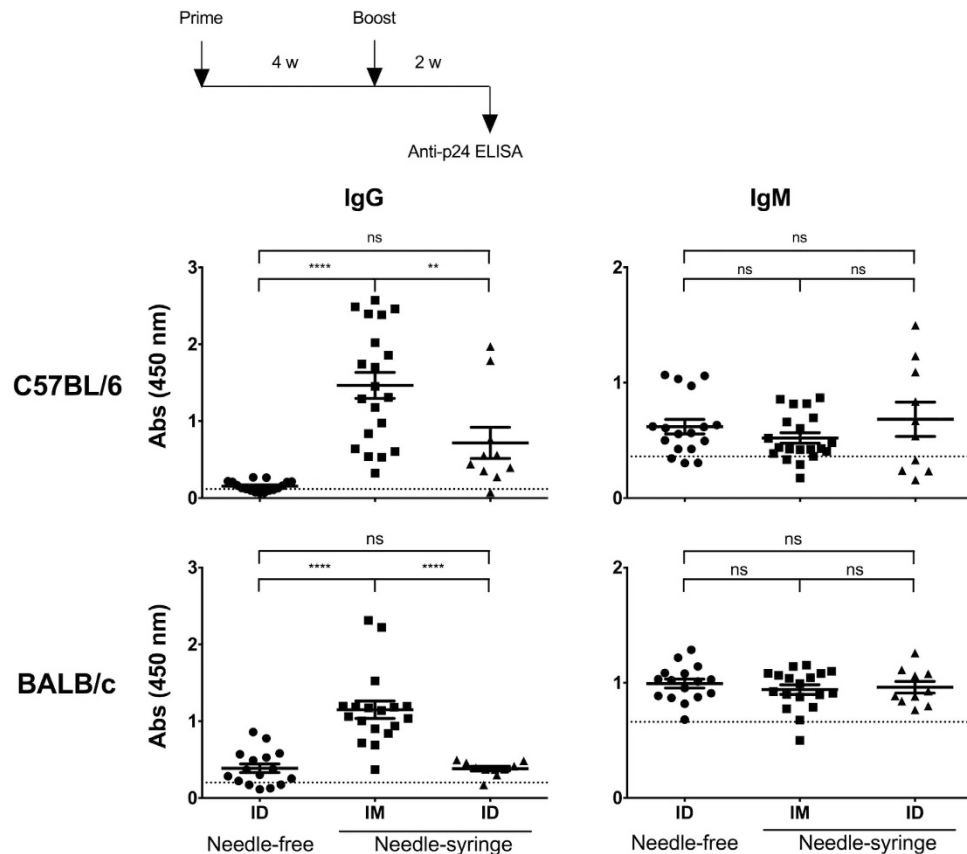 Prime Boost
4 w 2 w
Anti-p24 ELISA
IgG IgM
ns ns
**** ** ns ns
C57BL/6
Abs (450 nm)
3
2
1
0
2
1
0
ns ns
**** **** ns ns
BALB/c
Abs (450 nm)
3
2
1
0
2
1
0
ID IM ID ID IM ID
Needle-free Needle-syringe Needle-free Needle-syringe